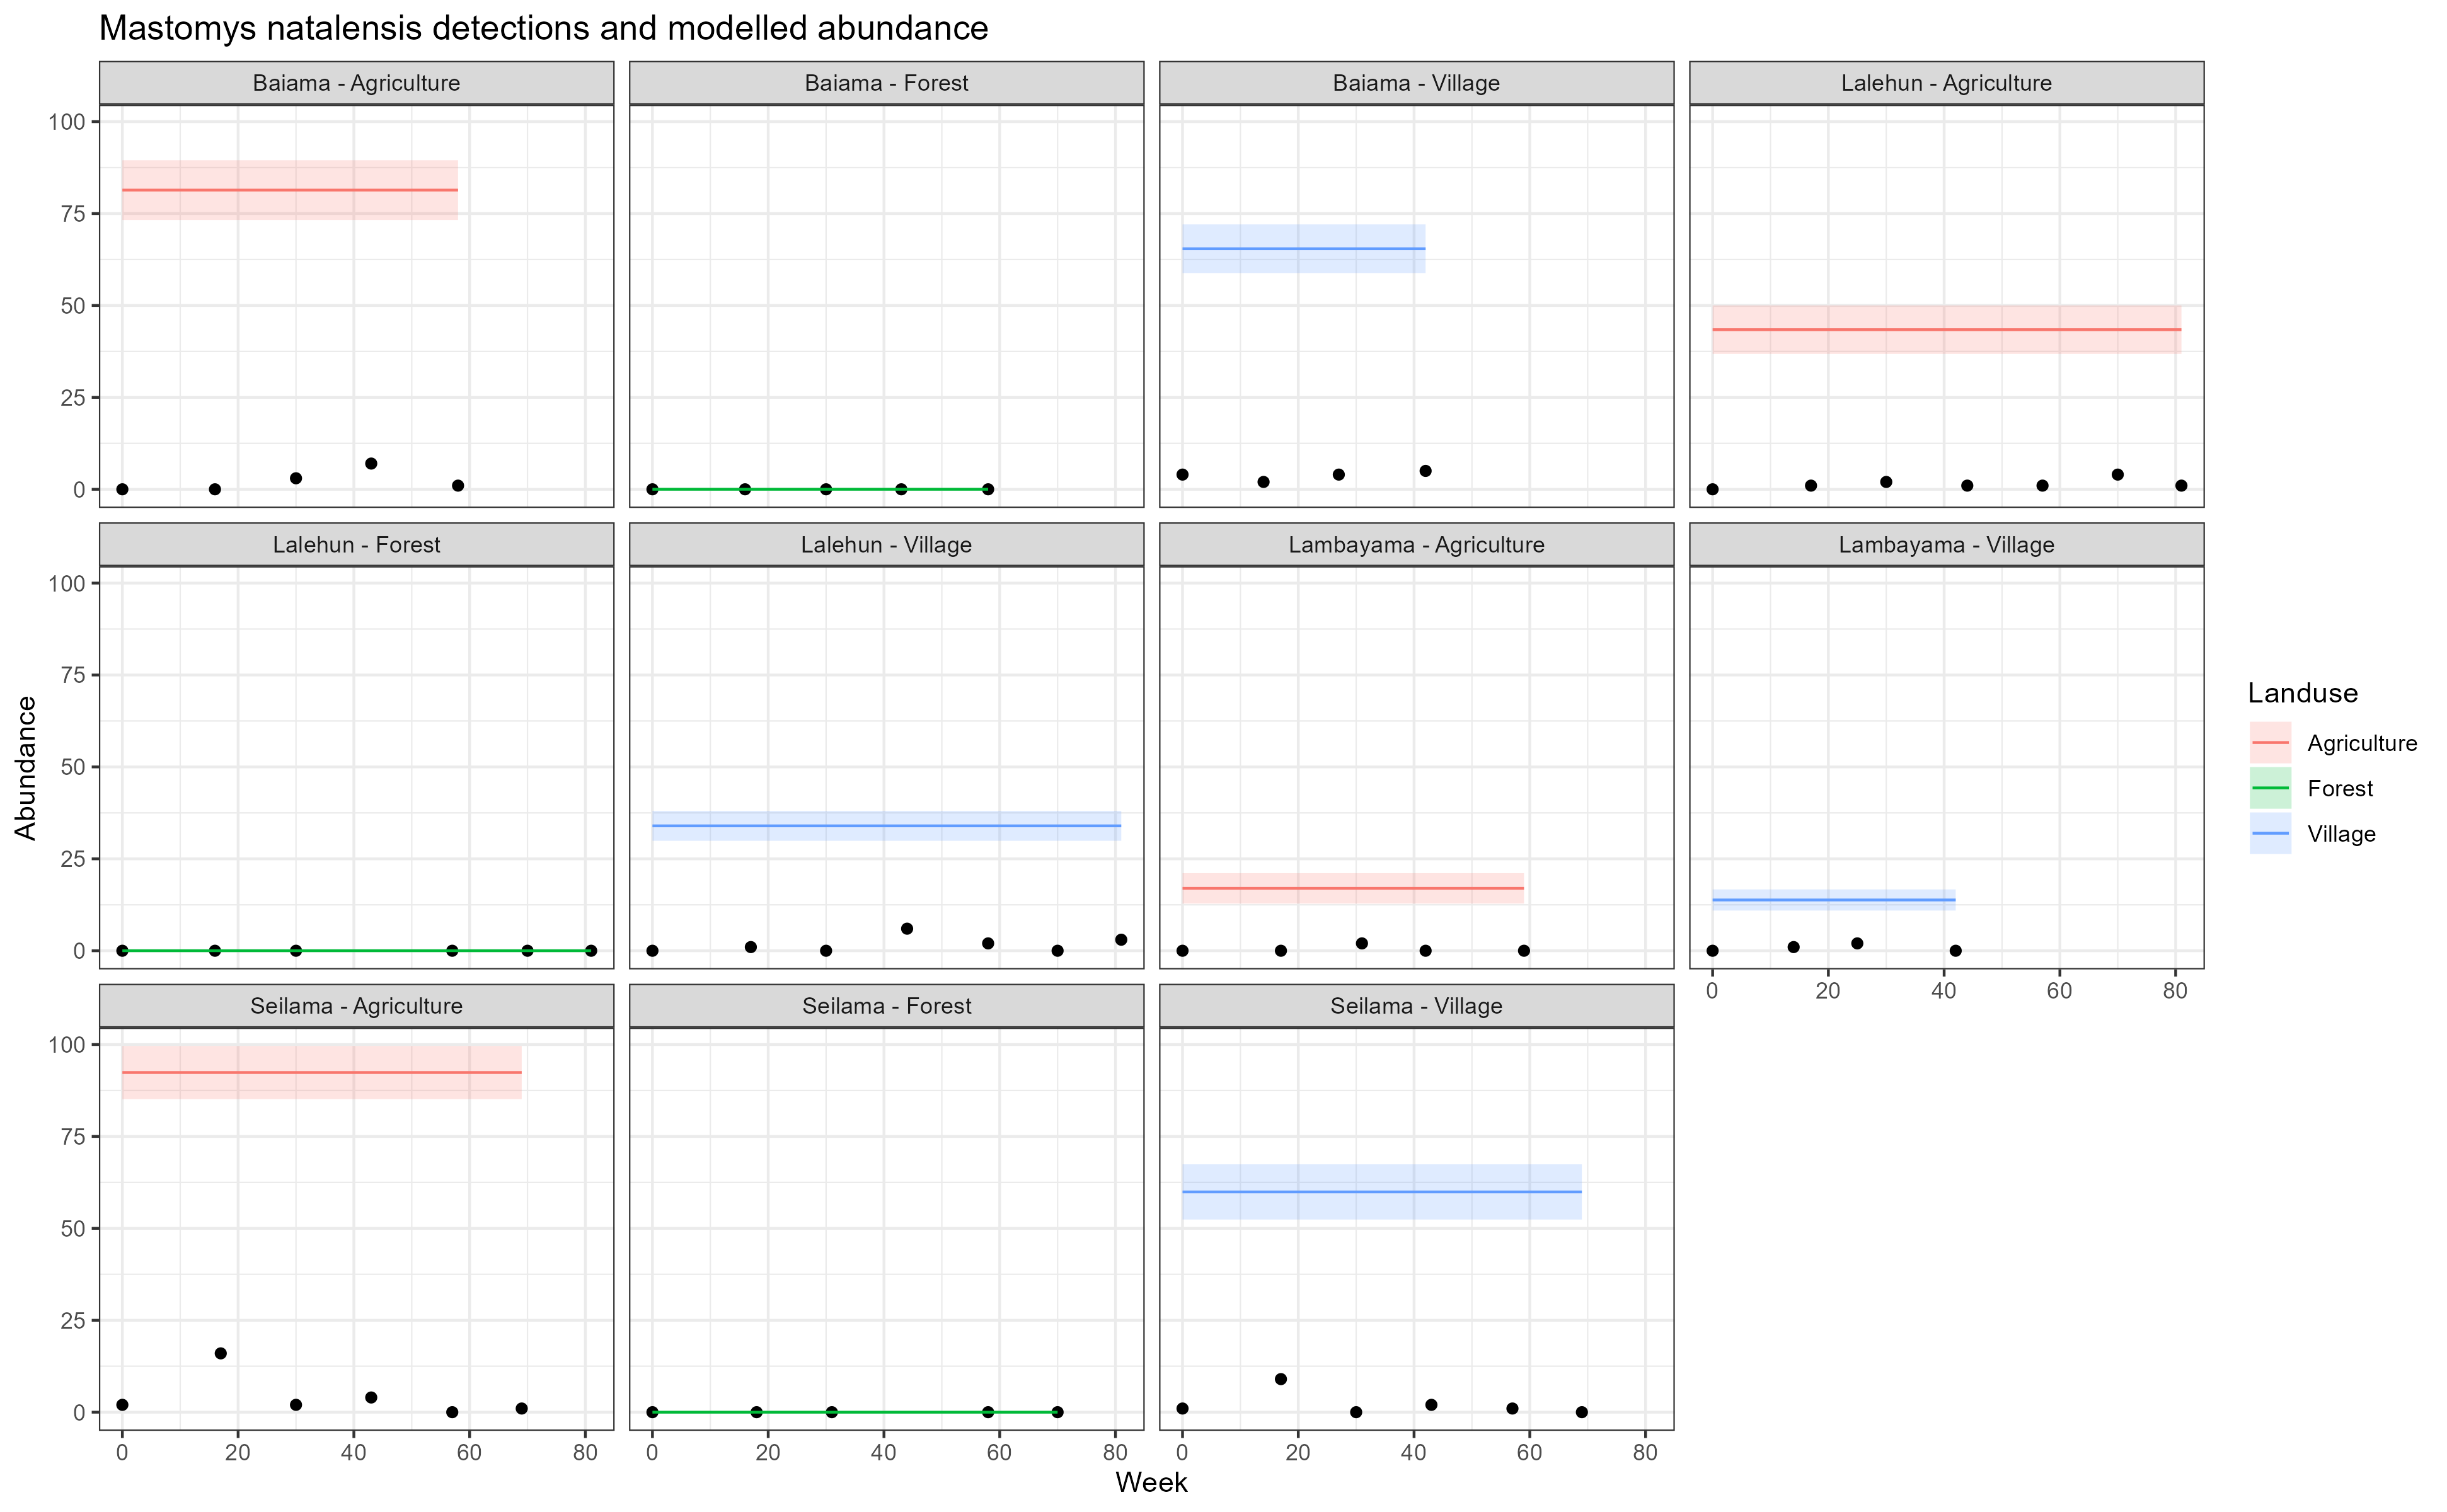 Mastomys natalensis detections and modelled abundance
Baiama - Agriculture
Baiama - Forest
Baiama - Village
Lalehun - Agriculture
100
75
50
25
0
Lalehun - Forest
Lalehun - Village
Lambayama - Agriculture
Lambayama - Village
100
75
50
25
0
0 20 40 60 80
Seilama - Agriculture
Seilama - Forest
Seilama - Village
100
75
50
25
0
0 20 40 60 80
0 20 40 60 80
0 20 40 60 80
Week
Abundance
Landuse
Agriculture
Forest
Village